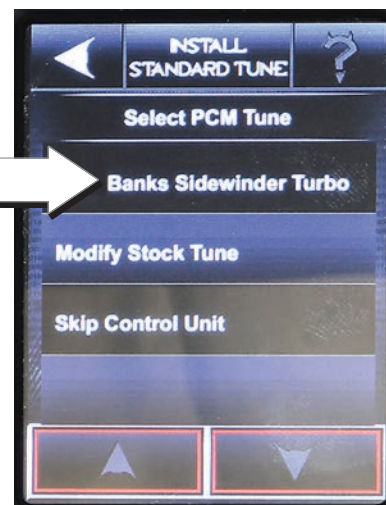 INSTALL
STANDARD TUNE
?
Select PCM Tune
Banks Sidewinder Turbo
Modify Stock Tune
Skip Control Unit